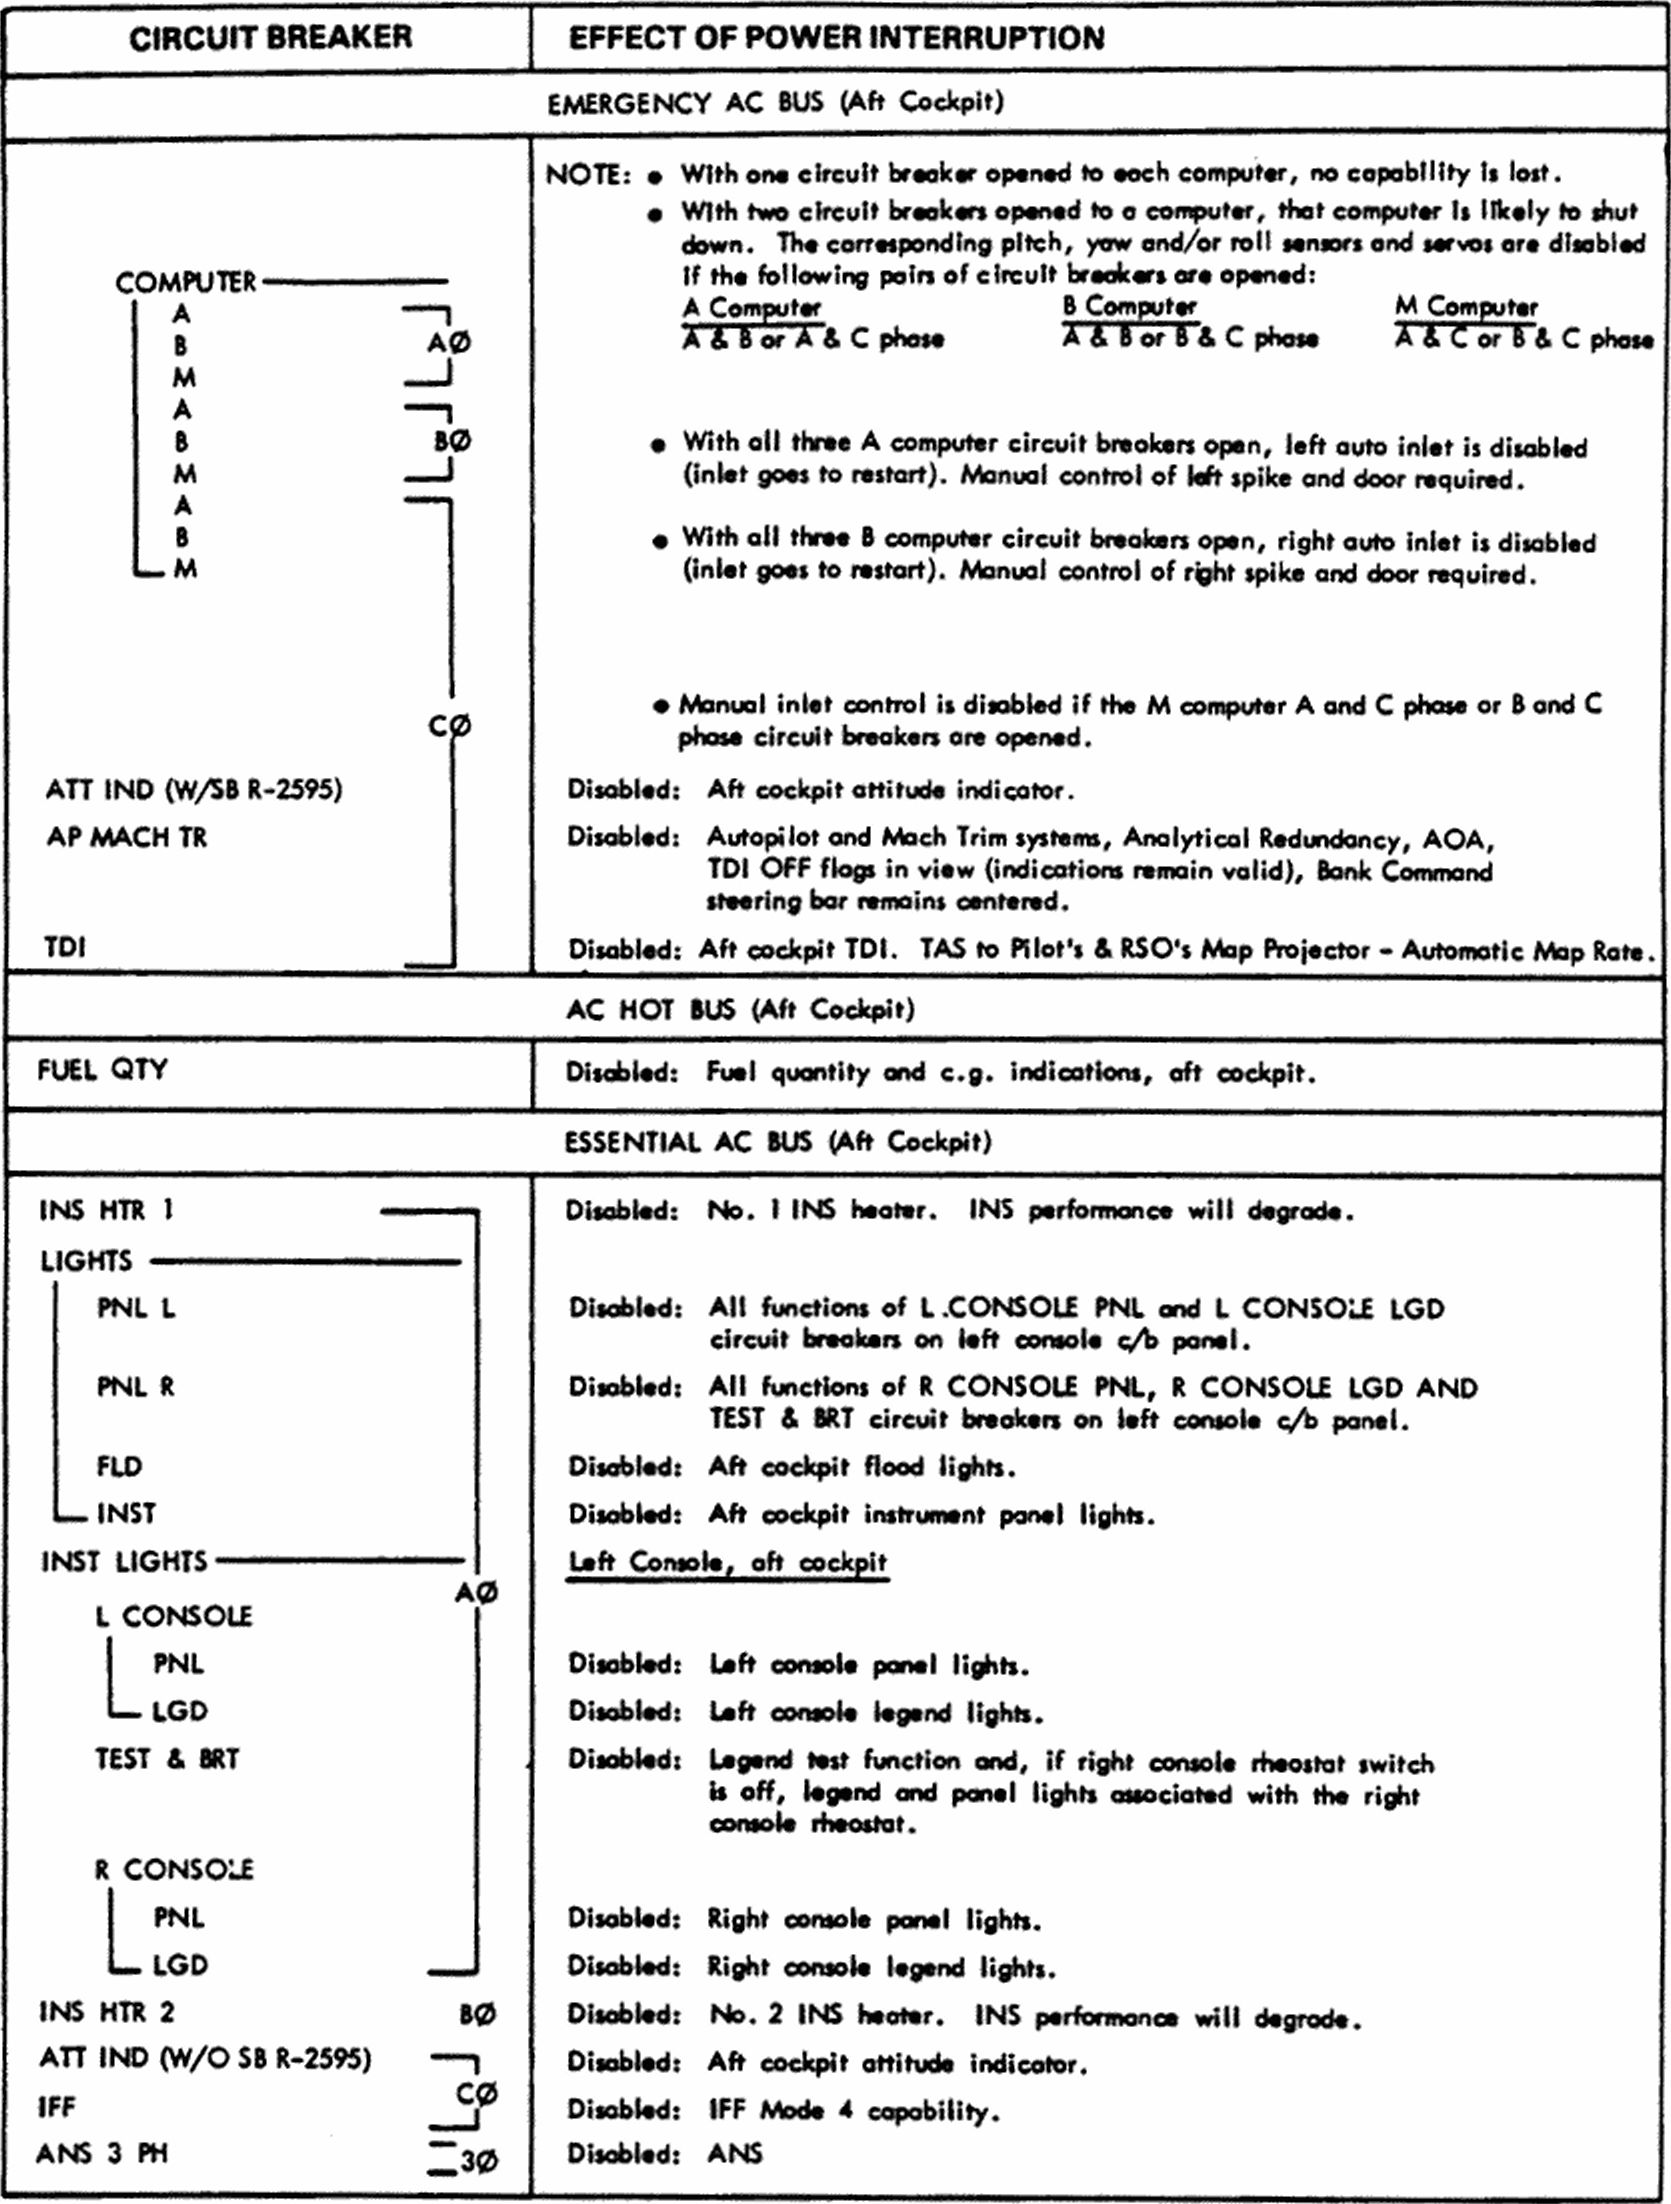 CIRCUIT BREAKER EFFECT OF POWER INTERRUPTION
EMERGENCY AC BUS (Aft Cockpit)
NOTE: ● With one circuit breaker opened to each computer, no capability is lost.
● With two circuit breakers opened to a computer, that computer is likely to shut
down. The corresponding pitch, yaw and/or roll sensors and servos are disabled
if the following pairs of circuit breakers are opened:
COMPUTER
A Computer B Computer M Computer
A & B or A & C phase A & B or B & C phase A & C or B & C phase
A
B AØ
M
A
B BØ
M
A
B
M
● With all three A computer circuit breakers open, left auto inlet is disabled
(inlet goes to restart). Manual control of left spike and door required.
● With all three B computer circuit breakers open, right auto inlet is disabled
(inlet goes to restart). Manual control of right spike and door required.
CØ
● Manual inlet control is disabled if the M computer A and C phase or B and C
phase circuit breakers are opened.
ATT IND (W/SB R-2595) Disabled: Aft cockpit attitude indicator.
AP MACH TR Disabled: Autopilot and Mach Trim systems, Analytical Redundancy, AOA,
TDI OFF flags in view (indications remain valid), Bank Command
steering bar remains centered.
TDI Disabled: Aft cockpit TDI. TAS to Pilot's & RSO's Map Projector - Automatic Map Rate.
AC HOT BUS (Aft Cockpit)
FUEL QTY Disabled: Fuel quantity and c.g. indications, aft cockpit.
ESSENTIAL AC BUS (Aft Cockpit)
INS HTR 1 Disabled: No. 1 INS heater. INS performance will degrade.
LIGHTS
PNL L Disabled: All functions of L .CONSOLE PNL and L CONSOLE LGD
circuit breakers on left console c/b panel.
PNL R Disabled: All functions of R CONSOLE PNL, R CONSOLE LGD AND
TEST & BRT circuit breakers on left console c/b panel.
FLD Disabled: Aft cockpit flood lights.
INST Disabled: Aft cockpit instrument panel lights.
INST LIGHTS Left Console, aft cockpit
AØ
L CONSOLE
PNL Disabled: Left console panel lights.
LGD Disabled: Left console legend lights.
TEST & BRT Disabled: Legend test function and, if right console rheostat switch
is off, legend and panel lights associated with the right
console rheostat.
R CONSOLE
PNL Disabled: Right console panel lights.
LGD Disabled: Right console legend lights.
INS HTR 2 BØ Disabled: No. 2 INS heater. INS performance will degrade.
ATT IND (W/O SB R-2595) Disabled: Aft cockpit attitude indicator.
CØ
IFF Disabled: IFF Mode 4 capability.
ANS 3 PH 3Ø Disabled: ANS